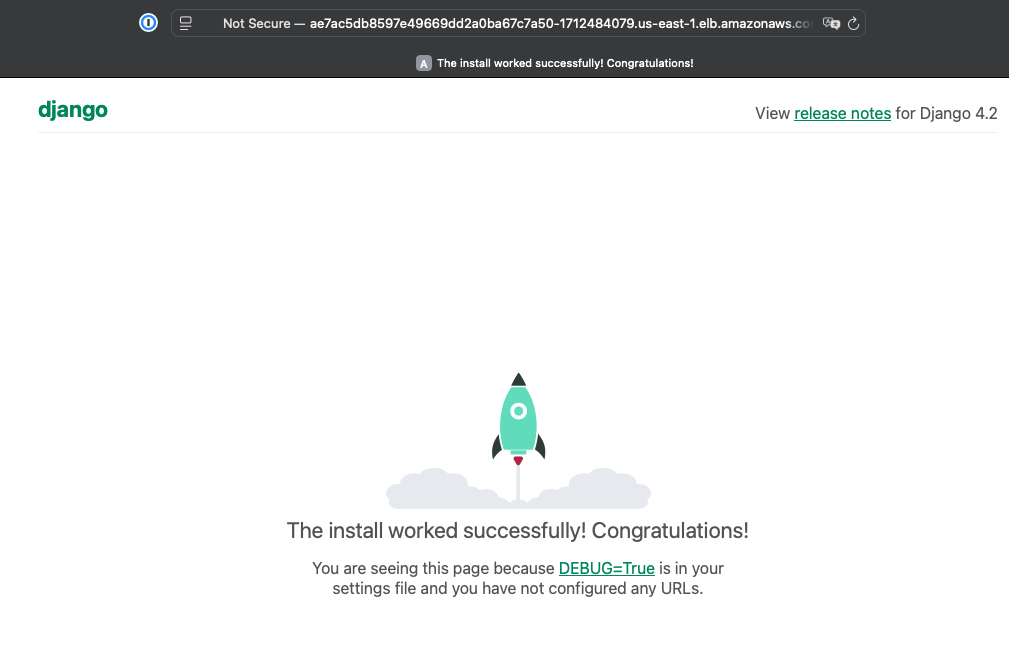 Not Secure — ae7ac5db8597e49669dd2a0ba67c7a50-1712484079.us-east-1.elb.amazonaws.co
A The install worked successfully! Congratulations!
django
View release notes for Django 4.2
The install worked successfully! Congratulations!
You are seeing this page because DEBUG=True is in your
settings file and you have not configured any URLs.